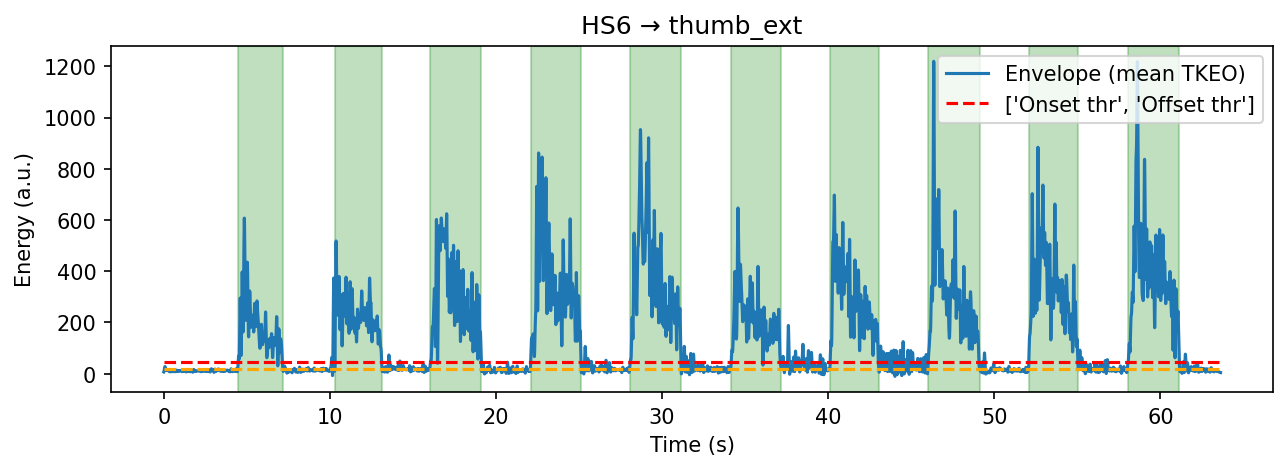 HS6 → thumb_ext
Envelope (mean TKEO)
['Onset thr', 'Offset thr']
Energy (a.u.)
1200
1000
800
600
400
200
0
0 10 20 30 40 50 60
Time (s)